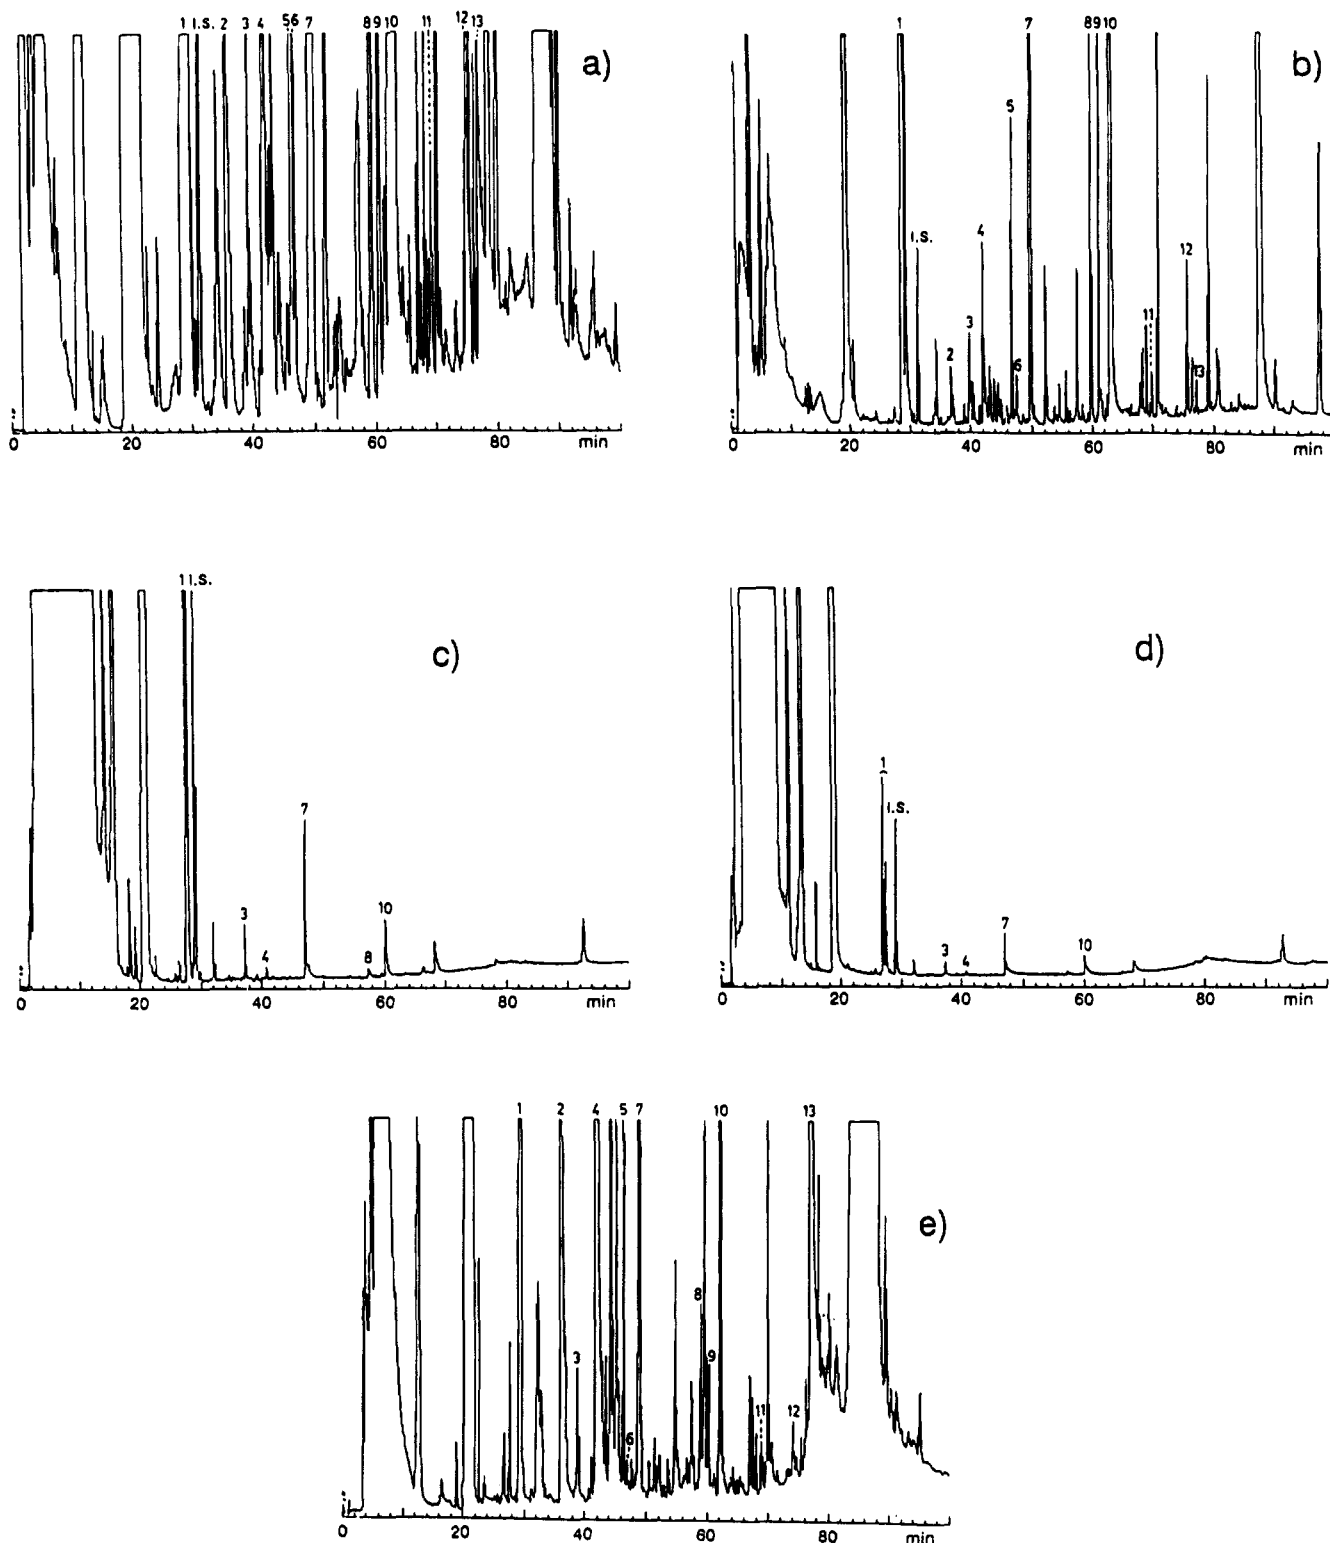 1 I.S. 2 3 4 5 6 7 8 9 10 11 12 13
a)
0 20 40 60 80 min
1 7 8 9 10
5
I.S. 4 12
3 2 6 11 13
b)
0 20 40 60 80 min
1 I.S.
c)
7
3 4 8 10
0 20 40 60 80 min
d)
1
I.S.
3 4 7 10
0 20 40 60 80 min
1 2 4 5 7 10 13
e)
8
3 9
6 11 12
0 20 40 60 80 min